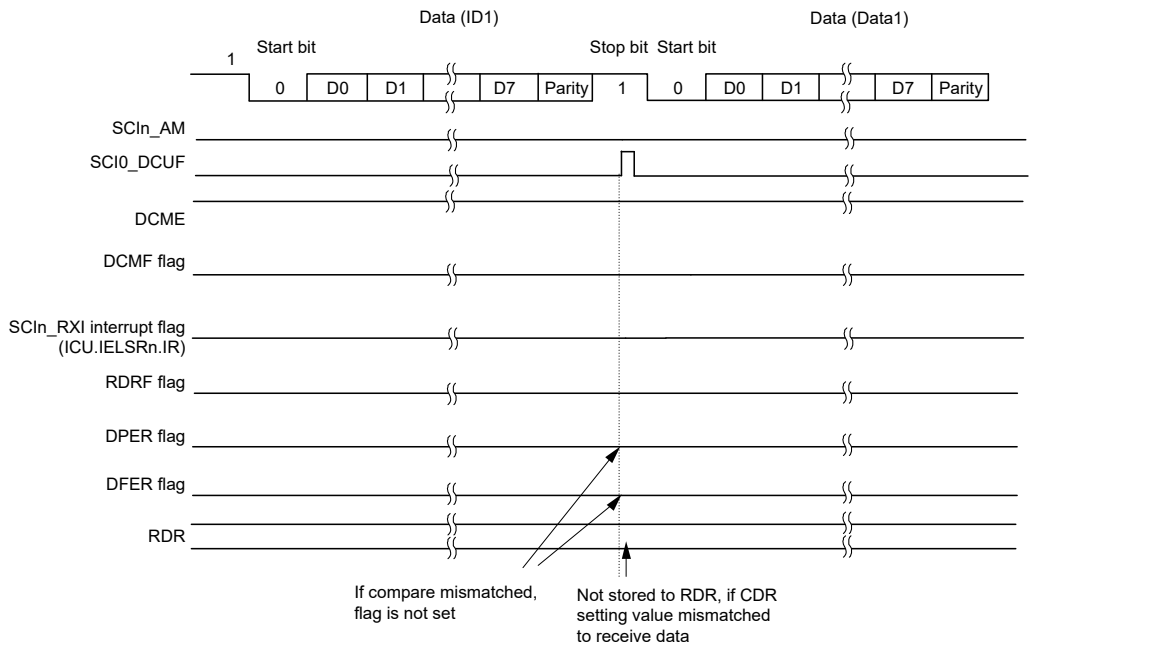 Data (ID1) Data (Data1)
Start bit Stop bit Start bit
1
0 D0 D1 D7 Parity 1 0 D0 D1 D7 Parity
SCIn_AM
SCI0_DCUF
DCME
DCMF flag
SCIn_RXI interrupt flag
(ICU.IELSRn.IR)
RDRF flag
DPER flag
DFER flag
RDR
If compare mismatched,
flag is not set
Not stored to RDR, if CDR
setting value mismatched
to receive data